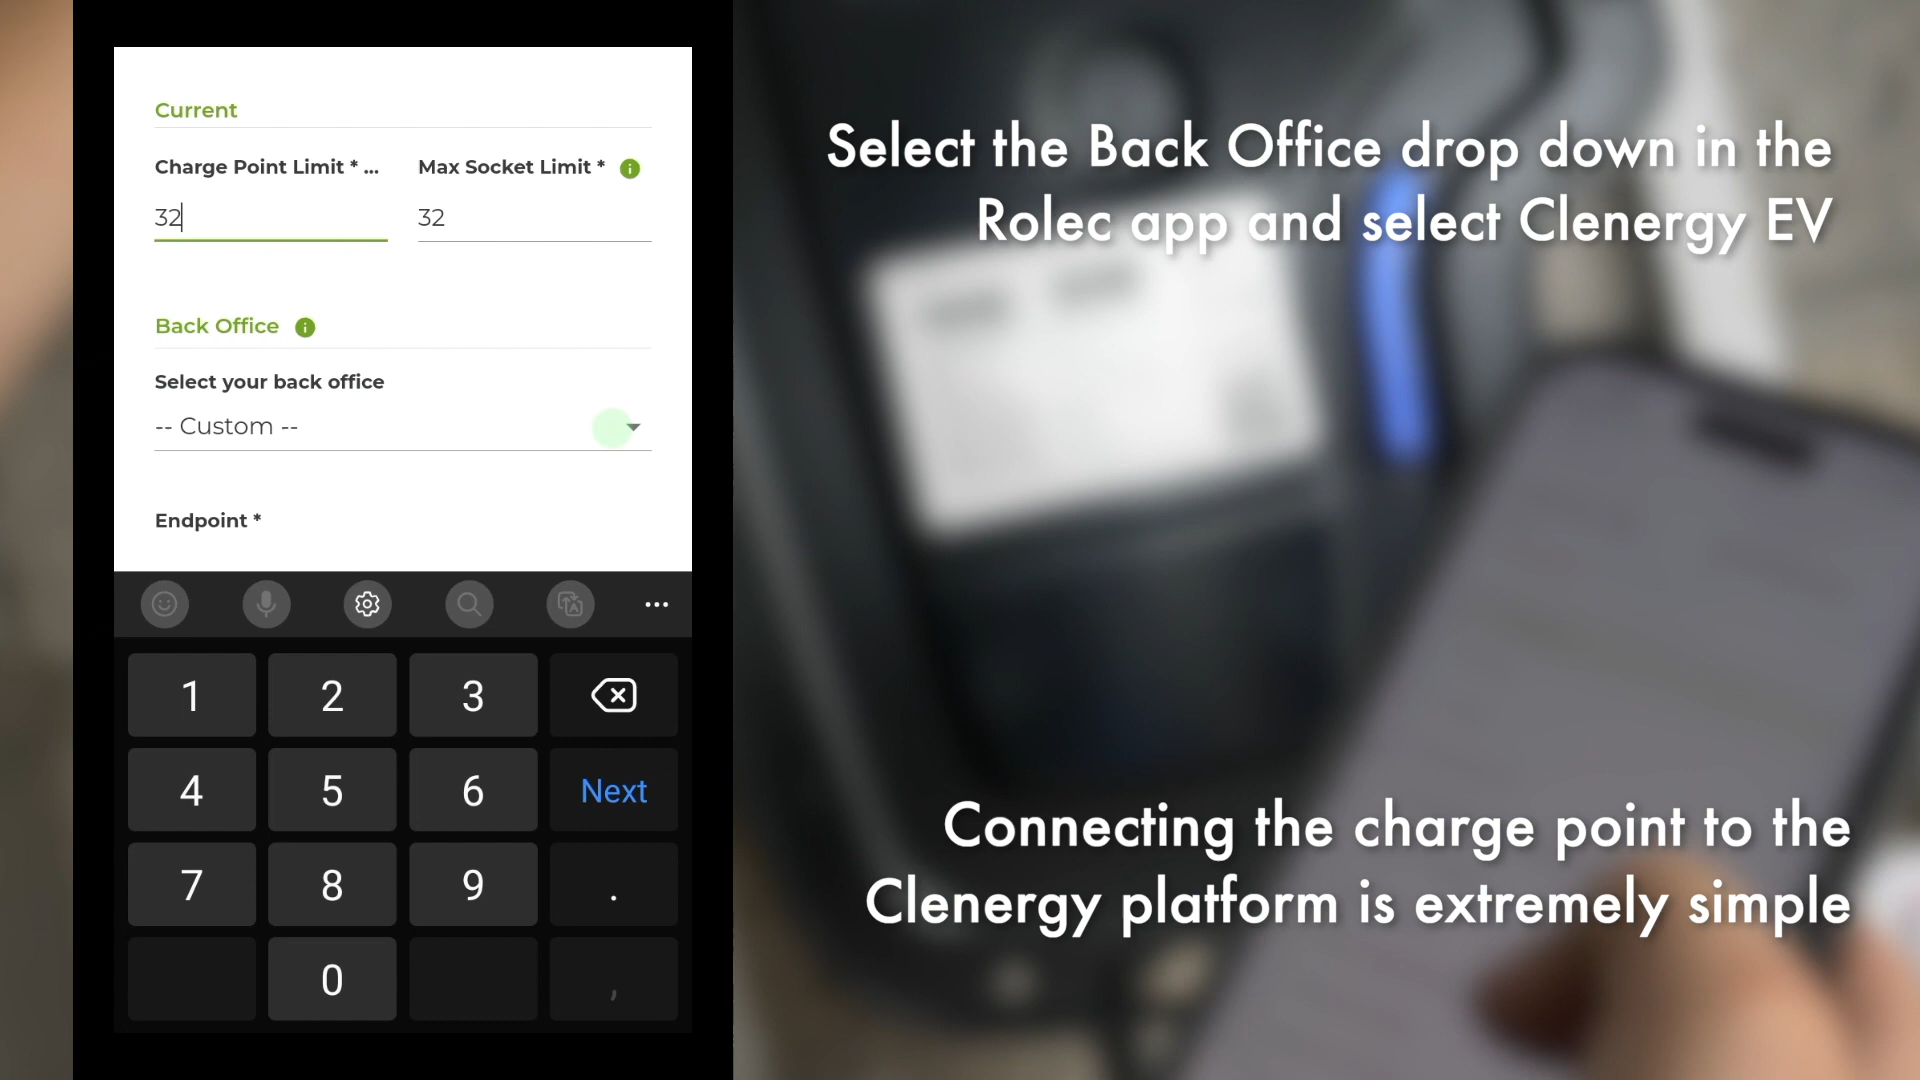 Current
Charge Point Limit * ...
Max Socket Limit *
32
32
Back Office
Select your back office
-- Custom --
Endpoint *
1 2 3
4 5 6 Next
7 8 9 .
0 ,
Select the Back Office drop down in the
Rolec app and select Clenergy EV
Connecting the charge point to the
Clenergy platform is extremely simple